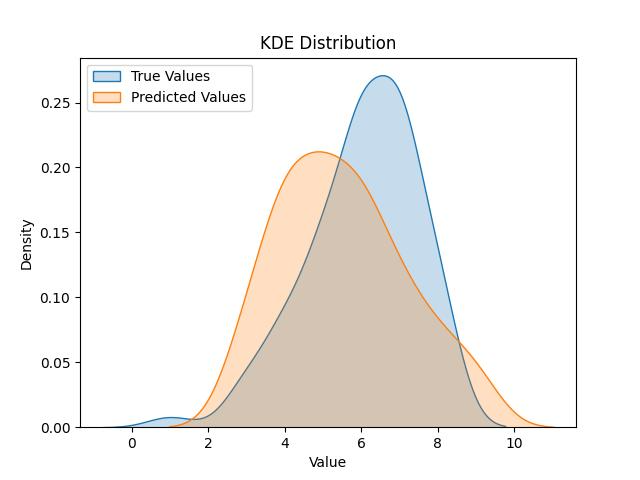 KDE Distribution
True Values
Predicted Values
Density
0.25
0.20
0.15
0.10
0.05
0.00
0 2 4 6 8 10
Value